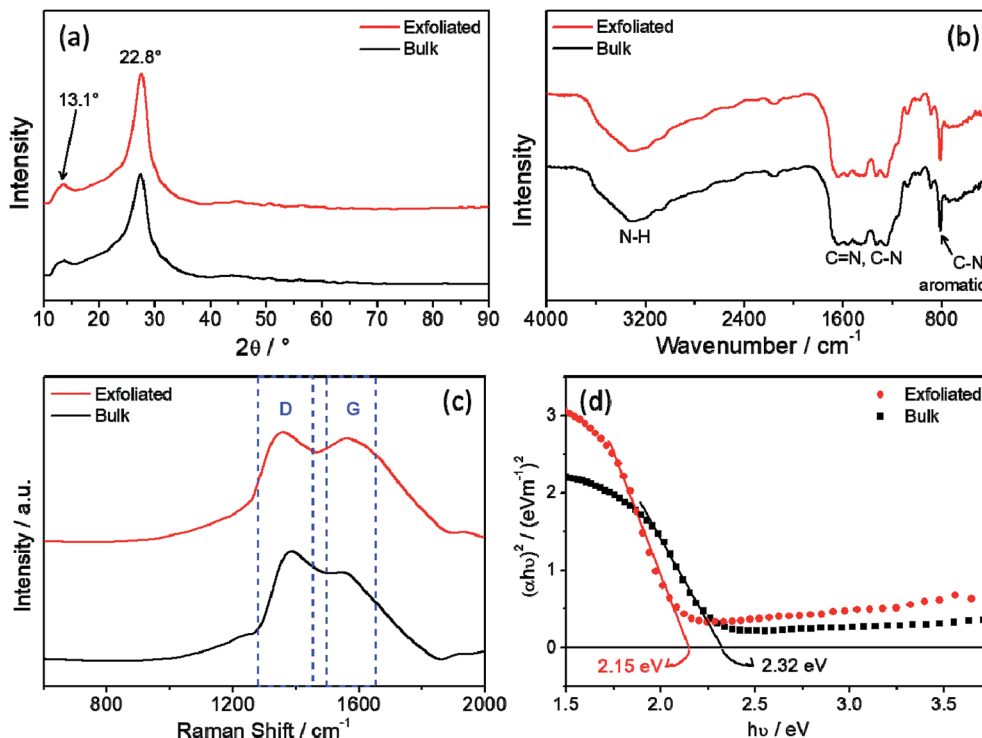 (a)
Exfoliated
Bulk
22.8°
13.1°
Intensity
10 20 30 40 50 60 70 80 90
2θ / °
Exfoliated
Bulk
(b)
Intensity
N-H
C=N, C-N
C-N
aromatic
4000 3200 2400 1600 800
Wavenumber / cm⁻¹
Exfoliated
Bulk
D
G
(c)
Intensity / a.u.
800 1200 1600 2000
Raman Shift / cm⁻¹
(d)
Exfoliated
Bulk
(αhυ)² / (eVm⁻¹)²
3
2
1
0
2.15 eV
2.32 eV
1.5 2.0 2.5 3.0 3.5
hυ / eV